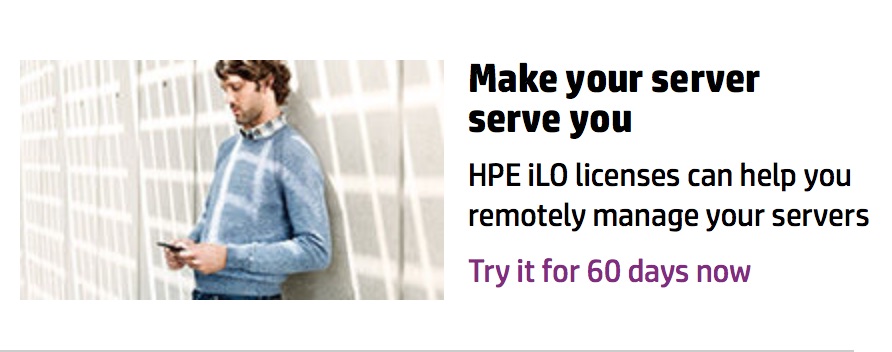 Make your server
serve you
HPE iLO licenses can help you
remotely manage your servers
Try it for 60 days now